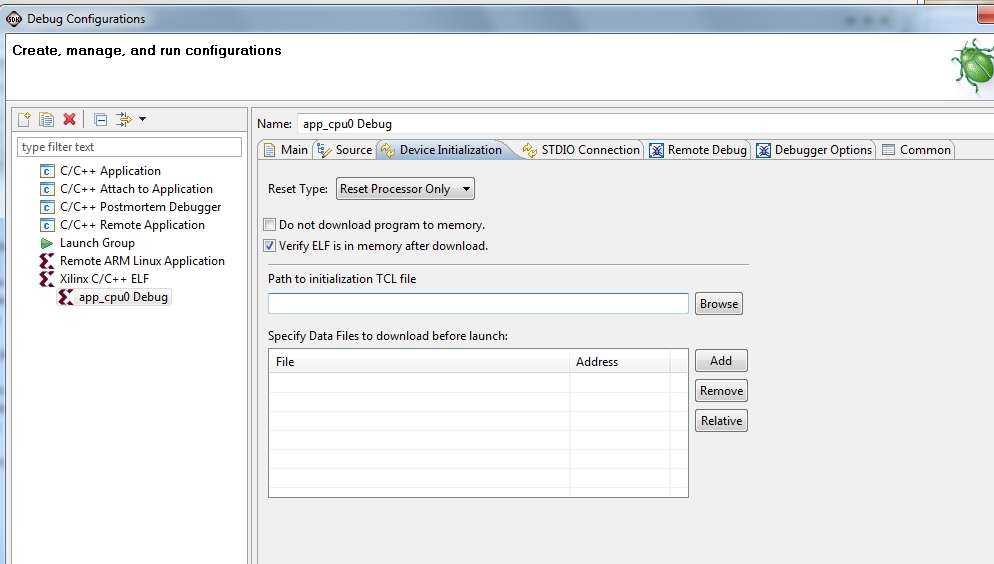 SDK Debug Configurations
Create, manage, and run configurations
type filter text
C/C++ Application
C/C++ Attach to Application
C/C++ Postmortem Debugger
C/C++ Remote Application
Launch Group
Remote ARM Linux Application
Xilinx C/C++ ELF
app_cpu0 Debug
Name: app_cpu0 Debug
Main Source Device Initialization STDIO Connection Remote Debug Debugger Options Common
Reset Type: Reset Processor Only
Do not download program to memory.
Verify ELF is in memory after download.
Path to initialization TCL file
Browse
Specify Data Files to download before launch:
File Address
Add
Remove
Relative